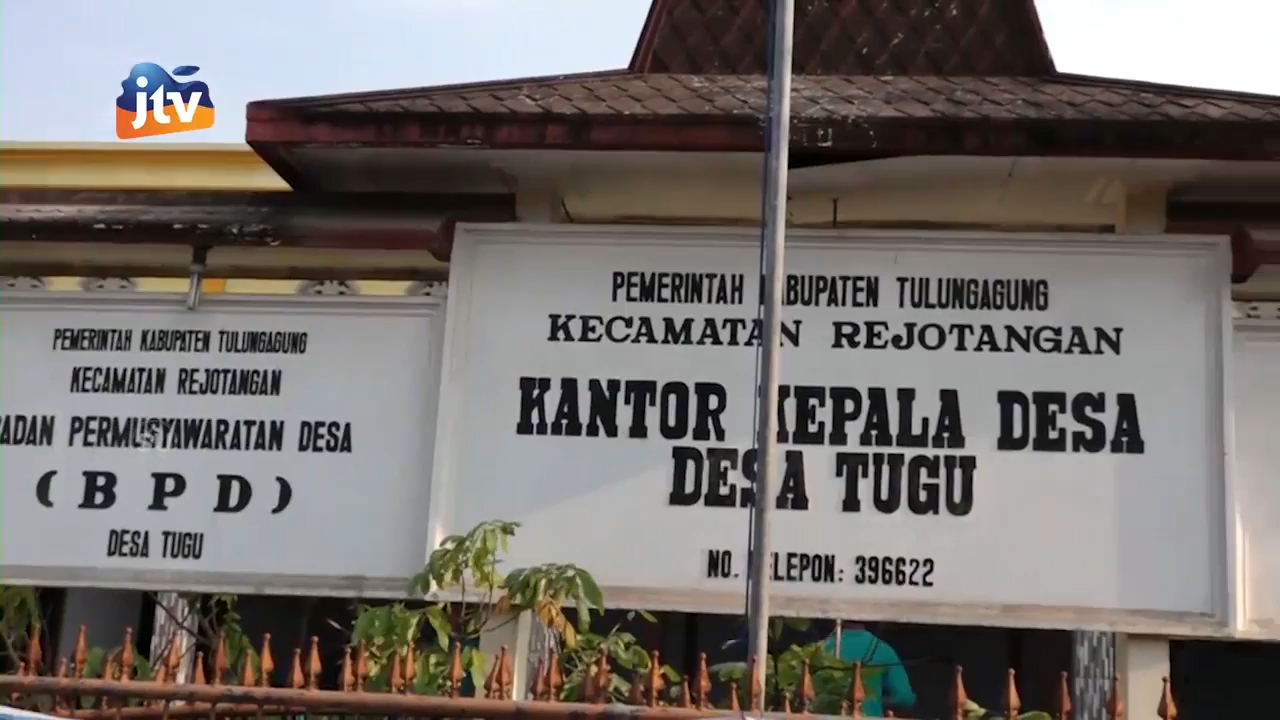 jtv
PEMERINTAH KABUPATEN TULUNGAGUNG
KECAMATAN REJOTANGAN
BADAN PERMUSYAWARATAN DESA
( B P D )
DESA TUGU
PEMERINTAH KABUPATEN TULUNGAGUNG
KECAMATAN REJOTANGAN
KANTOR KEPALA DESA
DESA TUGU
NO. TELEPON: 396622